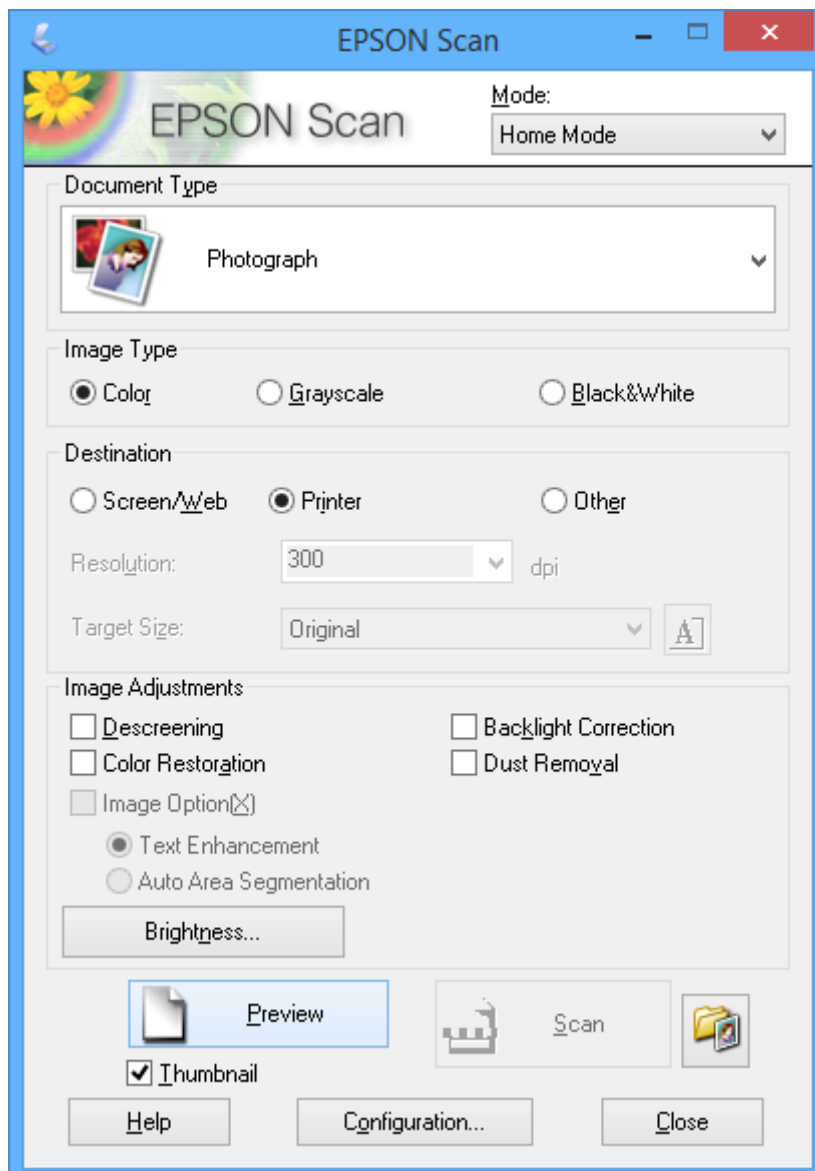 EPSON Scan
EPSON Scan
Mode:
Home Mode
Document Type
Photograph
Image Type
Color Grayscale Black&White
Destination
Screen/Web Printer Other
Resolution: 300 dpi
Target Size: Original A
Image Adjustments
Descreening Backlight Correction
Color Restoration Dust Removal
Image Option(X)
Text Enhancement
Auto Area Segmentation
Brightness...
Preview Scan
Thumbnail
Help Configuration... Close